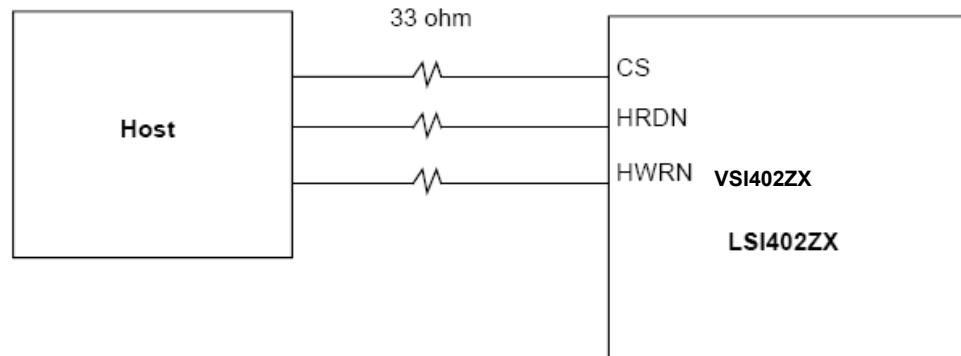 33 ohm
CS
HRDN
Host
HWRN VSI402ZX
LSI402ZX